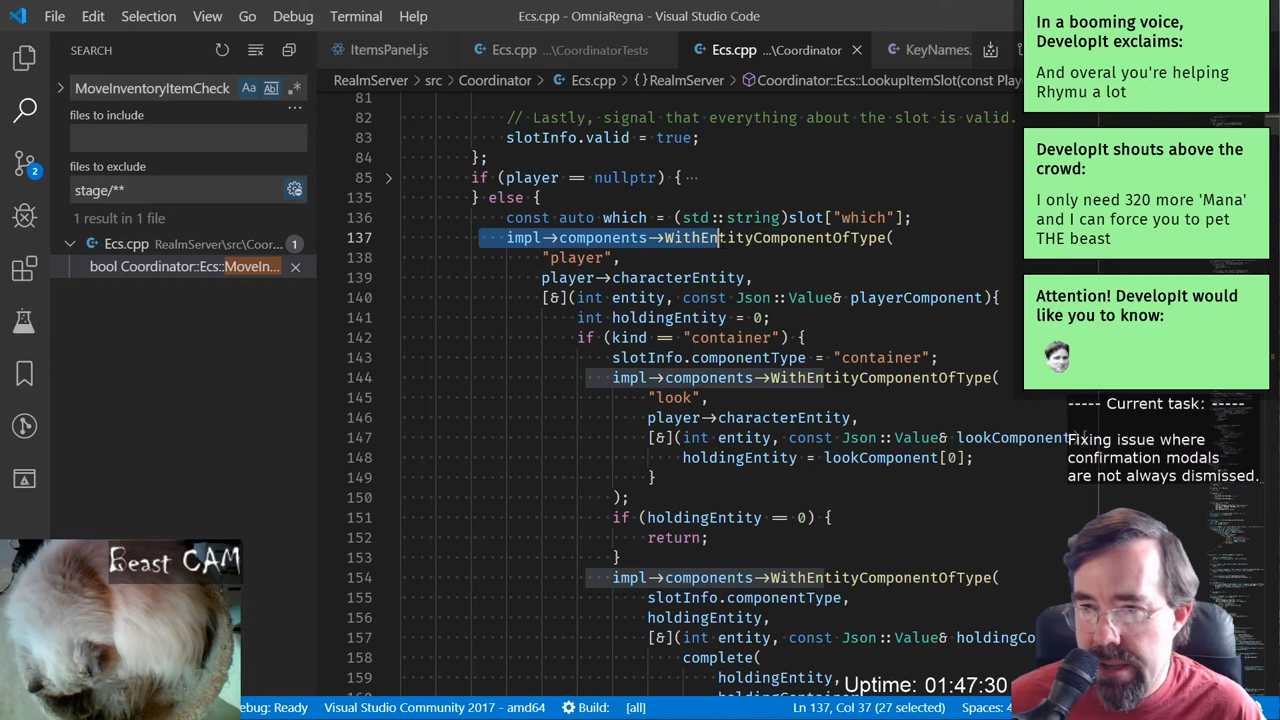 File Edit Selection View Go Debug Terminal Help
Ecs.cpp - OmniaRegna - Visual Studio Code
SEARCH
MoveInventoryItemCheck
files to include
files to exclude
stage/**
1 result in 1 file
Ecs.cpp RealmServer\src\Coor... 1
bool Coordinator::Ecs::MoveIn...
2
ItemsPanel.js Ecs.cpp ...\CoordinatorTests Ecs.cpp ...\Coordinator KeyNames.
RealmServer > src > Coordinator > Ecs.cpp > {} RealmServer > Coordinator::Ecs::LookupItemSlot(const Play
81
82 // Lastly, signal that everything about the slot is valid.
83 slotInfo.valid = true;
84 };
85 if (player == nullptr) { ...
135 } else {
136 const auto which = (std::string)slot["which"];
137 impl->components->WithEntityComponentOfType(
138 "player",
139 player->characterEntity,
140 [&](int entity, const Json::Value& playerComponent){
141 int holdingEntity = 0;
142 if (kind == "container") {
143 slotInfo.componentType = "container";
144 impl->components->WithEntityComponentOfType(
145 "look",
146 player->characterEntity,
147 [&](int entity, const Json::Value& lookComponent){
148 holdingEntity = lookComponent[0];
149 }
150 );
151 if (holdingEntity == 0) {
152 return;
153 }
154 impl->components->WithEntityComponentOfType(
155 slotInfo.componentType,
156 holdingEntity,
157 [&](int entity, const Json::Value& holdingCo
158 complete(
159 holdingEntity,
In a booming voice,
DevelopIt exclaims:
And overal you're helping
Rhymu a lot
DevelopIt shouts above the
crowd:
I only need 320 more 'Mana'
and I can force you to pet
THE beast
Attention! DevelopIt would
like you to know:
----- Current task: -----
Fixing issue where
confirmation modals
are not always dismissed.
Beast CAM
Uptime: 01:47:30
ebug: Ready Visual Studio Community 2017 - amd64 Build: [all] Ln 137, Col 37 (27 selected) Spaces: 4